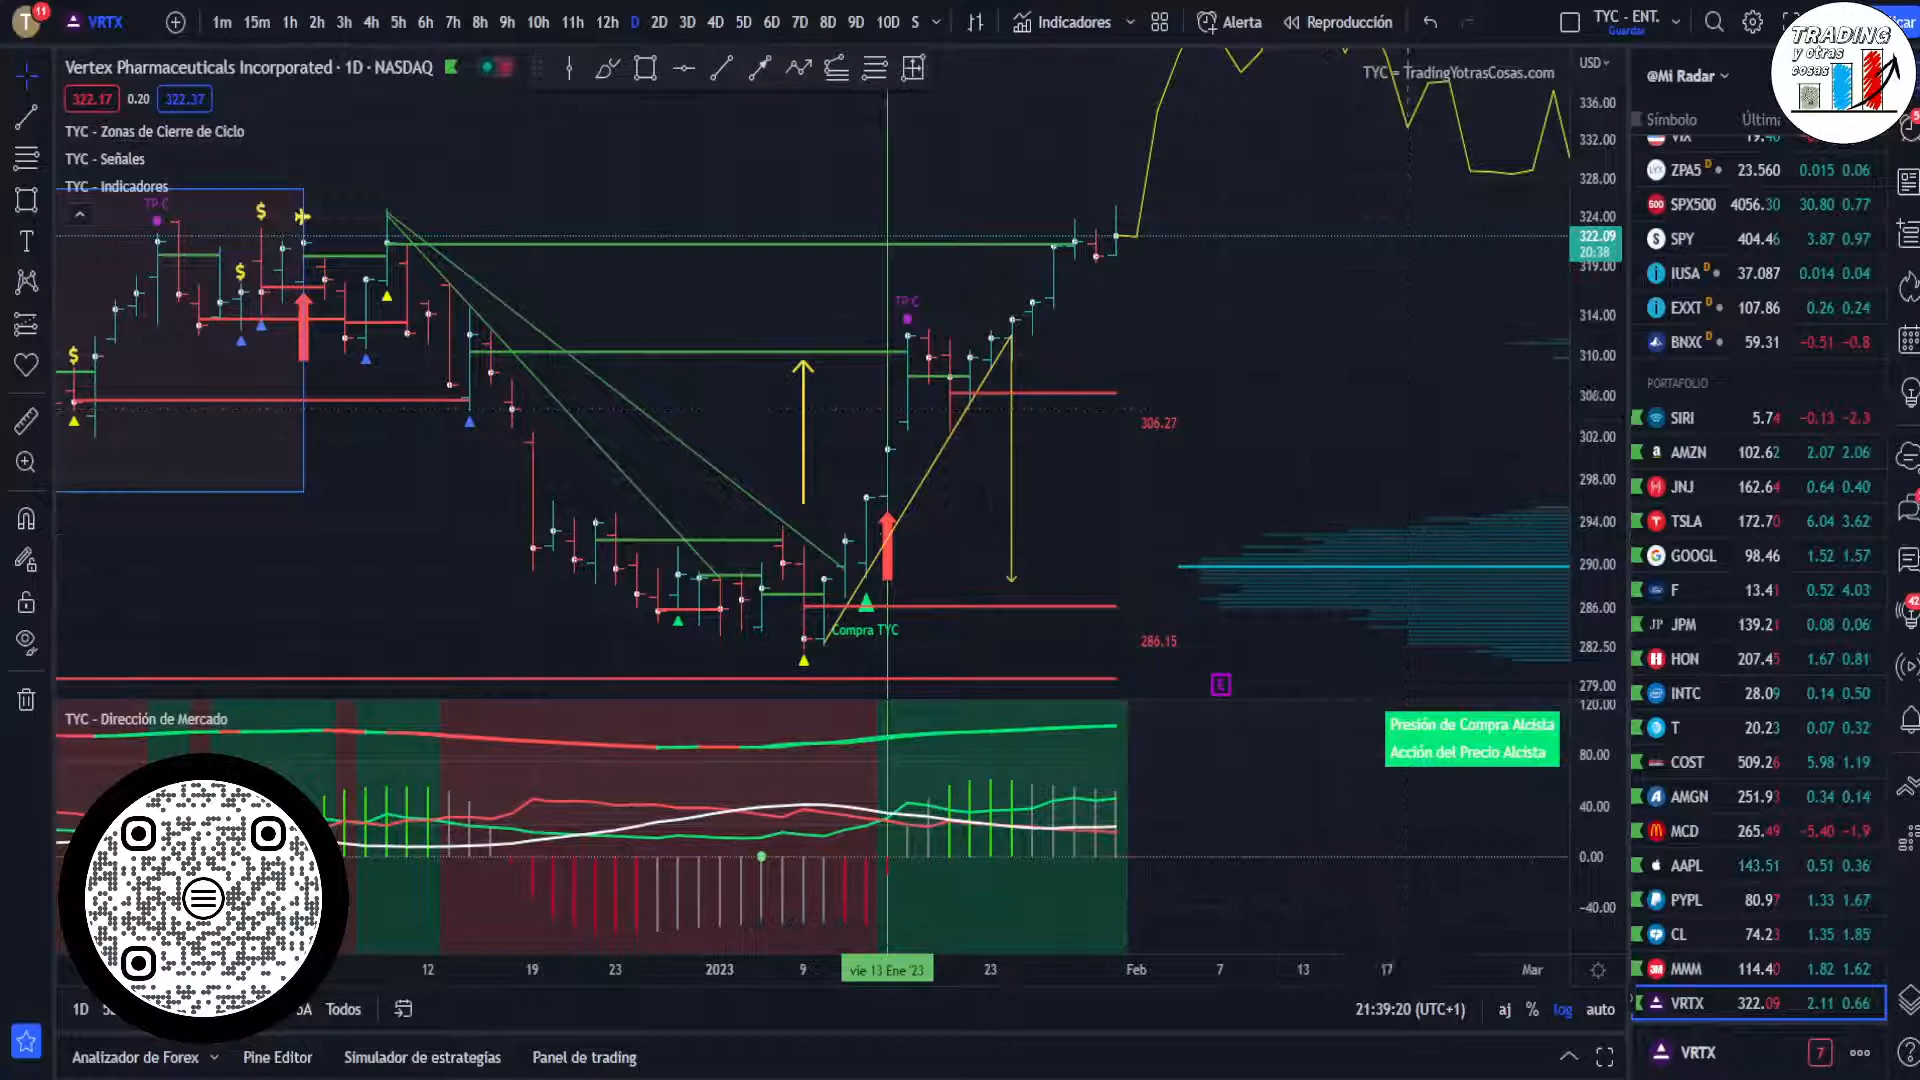 T
11
VRTX
1m 15m 1h 2h 3h 4h 5h 6h 7h 8h 9h 10h 11h 12h D 2D 3D 4D 5D 6D 7D 8D 9D 10D S
Indicadores
Alerta
Reproducción
TYC - ENT.
Guardar
TRADING
y otras
cosas
Vertex Pharmaceuticals Incorporated · 1D · NASDAQ
TYC = TradingYotrasCosas.com
USD
@Mi Radar
322.17 0.20 322.37
TYC - Zonas de Cierre de Ciclo
TYC - Señales
TYC - Indicadores
TP C
$
$
$
TP C
Compra TYC
306.27
286.15
E
336.00
332.00
328.00
324.00
322.09
20:38
319.00
314.00
310.00
306.00
302.00
298.00
294.00
290.00
286.00
282.50
279.00
120.00
80.00
40.00
0.00
−40.00
TYC - Dirección de Mercado
Presión de Compra Alcista
Acción del Precio Alcista
12 19 23 2023 9 vie 13 Ene '23 23 Feb 7 13 17 Mar
1D
Todos
21:39:20 (UTC+1)
aj % log auto
Analizador de Forex
Pine Editor
Simulador de estrategias
Panel de trading
Símbolo
ZPA5 D 23.560 0.015 0.06
500 SPX500 4056.30 30.80 0.77
S SPY 404.46 3.87 0.97
IUSA D 37.087 0.014 0.04
EXXT D 107.86 0.26 0.24
BNXC D 59.31 −0.51 −0.8
PORTAFOLIO
SIRI 5.74 −0.13 −2.3
a AMZN 102.62 2.07 2.06
JNJ 162.64 0.64 0.40
TSLA 172.70 6.04 3.62
G GOOGL 98.46 1.52 1.57
F 13.41 0.52 4.03
JP JPM 139.21 0.08 0.06
H HON 207.45 1.67 0.81
INTC 28.09 0.14 0.50
T 20.23 0.07 0.32
COST 509.26 5.98 1.19
A AMGN 251.93 0.34 0.14
MCD 265.49 −5.40 −1.9
AAPL 143.51 0.51 0.36
PYPL 80.97 1.33 1.67
CL 74.23 1.35 1.85
3M MMM 114.40 1.82 1.62
VRTX 322.09 2.11 0.66
VRTX
7
42